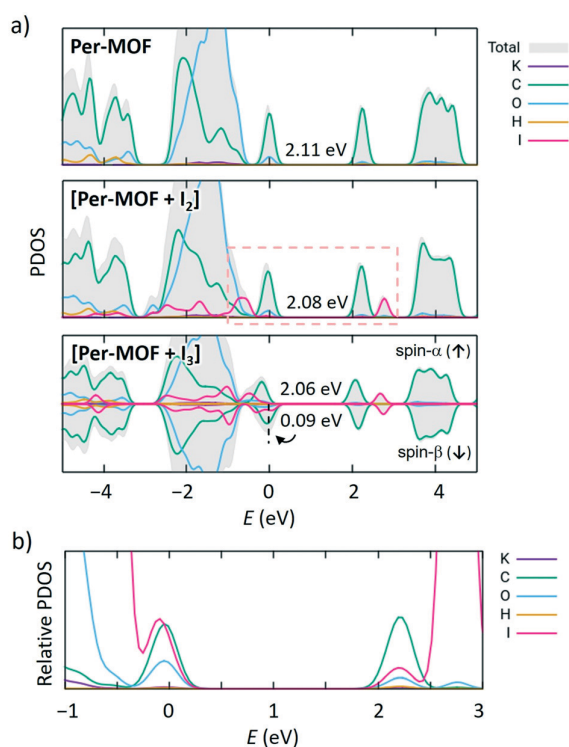 a)
Per-MOF
2.11 eV
Total
K
C
O
H
I
[Per-MOF + I2]
2.08 eV
PDOS
[Per-MOF + I3]
spin-α (↑)
2.06 eV
0.09 eV
spin-β (↓)
−4 −2 0 2 4
E (eV)
b)
Relative PDOS
K
C
O
H
I
−1 0 1 2 3
E (eV)